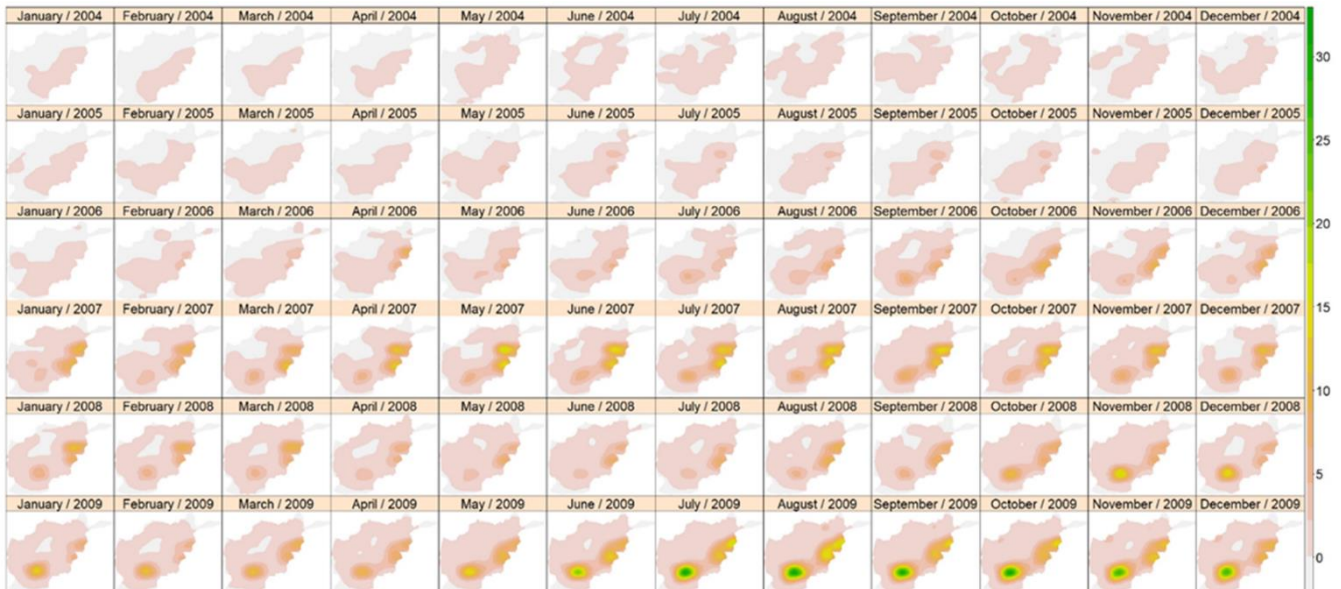 January / 2004 February / 2004 March / 2004 April / 2004 May / 2004 June / 2004 July / 2004 August / 2004 September / 2004 October / 2004 November / 2004 December / 2004
30
January / 2005 February / 2005 March / 2005 April / 2005 May / 2005 June / 2005 July / 2005 August / 2005 September / 2005 October / 2005 November / 2005 December / 2005
25
January / 2006 February / 2006 March / 2006 April / 2006 May / 2006 June / 2006 July / 2006 August / 2006 September / 2006 October / 2006 November / 2006 December / 2006
20
January / 2007 February / 2007 March / 2007 April / 2007 May / 2007 June / 2007 July / 2007 August / 2007 September / 2007 October / 2007 November / 2007 December / 2007
15
10
January / 2008 February / 2008 March / 2008 April / 2008 May / 2008 June / 2008 July / 2008 August / 2008 September / 2008 October / 2008 November / 2008 December / 2008
5
January / 2009 February / 2009 March / 2009 April / 2009 May / 2009 June / 2009 July / 2009 August / 2009 September / 2009 October / 2009 November / 2009 December / 2009
0